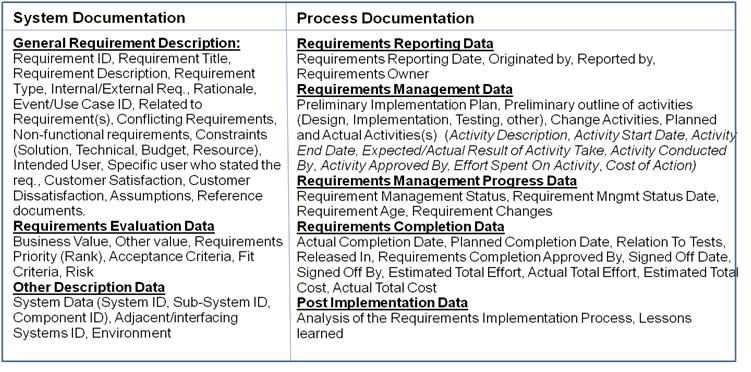 System Documentation
General Requirement Description:
Requirement ID, Requirement Title,
Requirement Description, Requirement
Type, Internal/External Req., Rationale,
Event/Use Case ID, Related to
Requirement(s), Conflicting Requirements,
Non-functional requirements, Constraints
(Solution, Technical, Budget, Resource),
Intended User, Specific user who stated the
req., Customer Satisfaction, Customer
Dissatisfaction, Assumptions, Reference
documents.
Requirements Evaluation Data
Business Value, Other value, Requirements
Priority (Rank), Acceptance Criteria, Fit
Criteria, Risk
Other Description Data
System Data (System ID, Sub-System ID,
Component ID), Adjacent/interfacing
Systems ID, Environment
Process Documentation
Requirements Reporting Data
Requirements Reporting Date, Originated by, Reported by,
Requirements Owner
Requirements Management Data
Preliminary Implementation Plan, Preliminary outline of activities
(Design, Implementation, Testing, other), Change Activities, Planned
and Actual Activities(s) (Activity Description, Activity Start Date, Activity
End Date, Expected/Actual Result of Activity Take, Activity Conducted
By, Activity Approved By, Effort Spent On Activity, Cost of Action)
Requirements Management Progress Data
Requirement Management Status, Requirement Mngmt Status Date,
Requirement Age, Requirement Changes
Requirements Completion Data
Actual Completion Date, Planned Completion Date, Relation To Tests,
Released In, Requirements Completion Approved By, Signed Off Date,
Signed Off By, Estimated Total Effort, Actual Total Effort, Estimated Total
Cost, Actual Total Cost
Post Implementation Data
Analysis of the Requirements Implementation Process, Lessons
learned